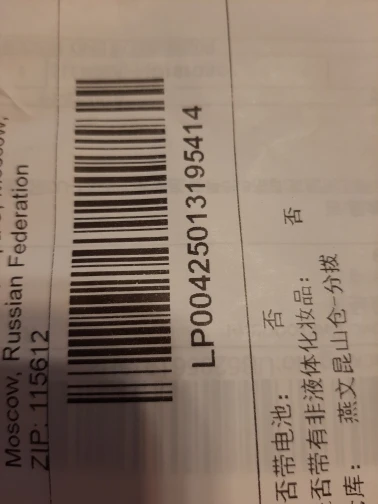 Moscow, Russian Federation
ZIP: 115612
LP00425013195414
否带电池： 否
否带有非液体化妆品： 否
库： 燕文昆山仓-分拨